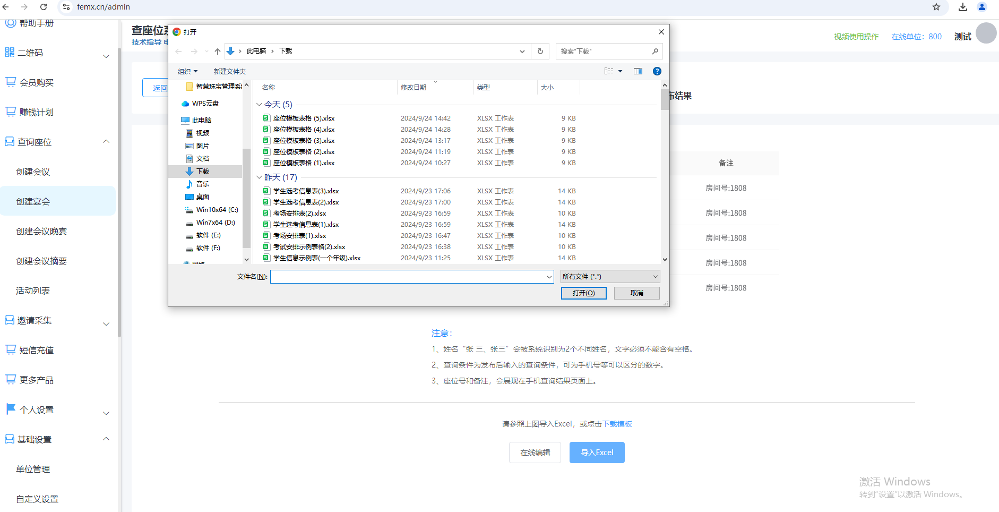 femx.cn/admin
帮助手册
二维码
会员购买
赚钱计划
查询座位
创建会议
创建宴会
创建会议晚宴
创建会议摘要
活动列表
邀请采集
短信充值
更多产品
个人设置
基础设置
单位管理
自定义设置
查座位系
技术指导 电
视频使用操作
在线单位：800
测试
返回
布结果
打开
此电脑 › 下载
搜索"下载"
组织
新建文件夹
智慧珠宝管理系统
WPS云盘
此电脑
视频
图片
文档
下载
音乐
桌面
Win10x64 (C:)
Win7x64 (D:)
软件 (E:)
软件 (F:)
网络
名称 修改日期 类型 大小
今天 (5)
座位模板表格 (5).xlsx 2024/9/24 14:42 XLSX 工作表 9 KB
座位模板表格 (4).xlsx 2024/9/24 14:28 XLSX 工作表 9 KB
座位模板表格 (3).xlsx 2024/9/24 13:17 XLSX 工作表 9 KB
座位模板表格 (2).xlsx 2024/9/24 11:19 XLSX 工作表 9 KB
座位模板表格 (1).xlsx 2024/9/24 10:27 XLSX 工作表 9 KB
昨天 (17)
学生选考信息表(3).xlsx 2024/9/23 17:06 XLSX 工作表 14 KB
学生选考信息表(2).xlsx 2024/9/23 17:00 XLSX 工作表 14 KB
考场安排表(2).xlsx 2024/9/23 16:59 XLSX 工作表 10 KB
学生选考信息表(1).xlsx 2024/9/23 16:59 XLSX 工作表 14 KB
考场安排表(1).xlsx 2024/9/23 16:47 XLSX 工作表 10 KB
考试安排示例表格(2).xlsx 2024/9/23 16:38 XLSX 工作表 10 KB
学生信息示例表(一个年级).xlsx 2024/9/23 11:25 XLSX 工作表 14 KB
文件名(N):
所有文件 (*.*)
打开(O)
取消
备注
房间号:1808
房间号:1808
房间号:1808
房间号:1808
房间号:1808
注意：
1、姓名“张 三、张三”会被系统识别为2个不同姓名，文字必须不能含有空格。
2、查询条件为发布后输入的查询条件，可为手机号等可以区分的数字。
3、座位号和备注，会展现在手机查询结果页面上。
请参照上图导入Excel，或点击下载模板
在线编辑
导入Excel
激活 Windows
转到"设置"以激活 Windows。